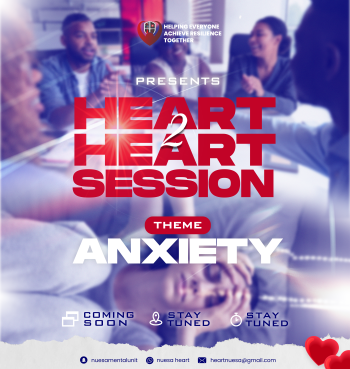 HELPING EVERYONE
ACHIEVE RESILIENCE
TOGETHER
PRESENTS
HEART
2
HEART
SESSION
THEME
ANXIETY
COMING
SOON
STAY
TUNED
STAY
TUNED
nuesamentalunit
nuesa heart
heartnuesa@gmail.com